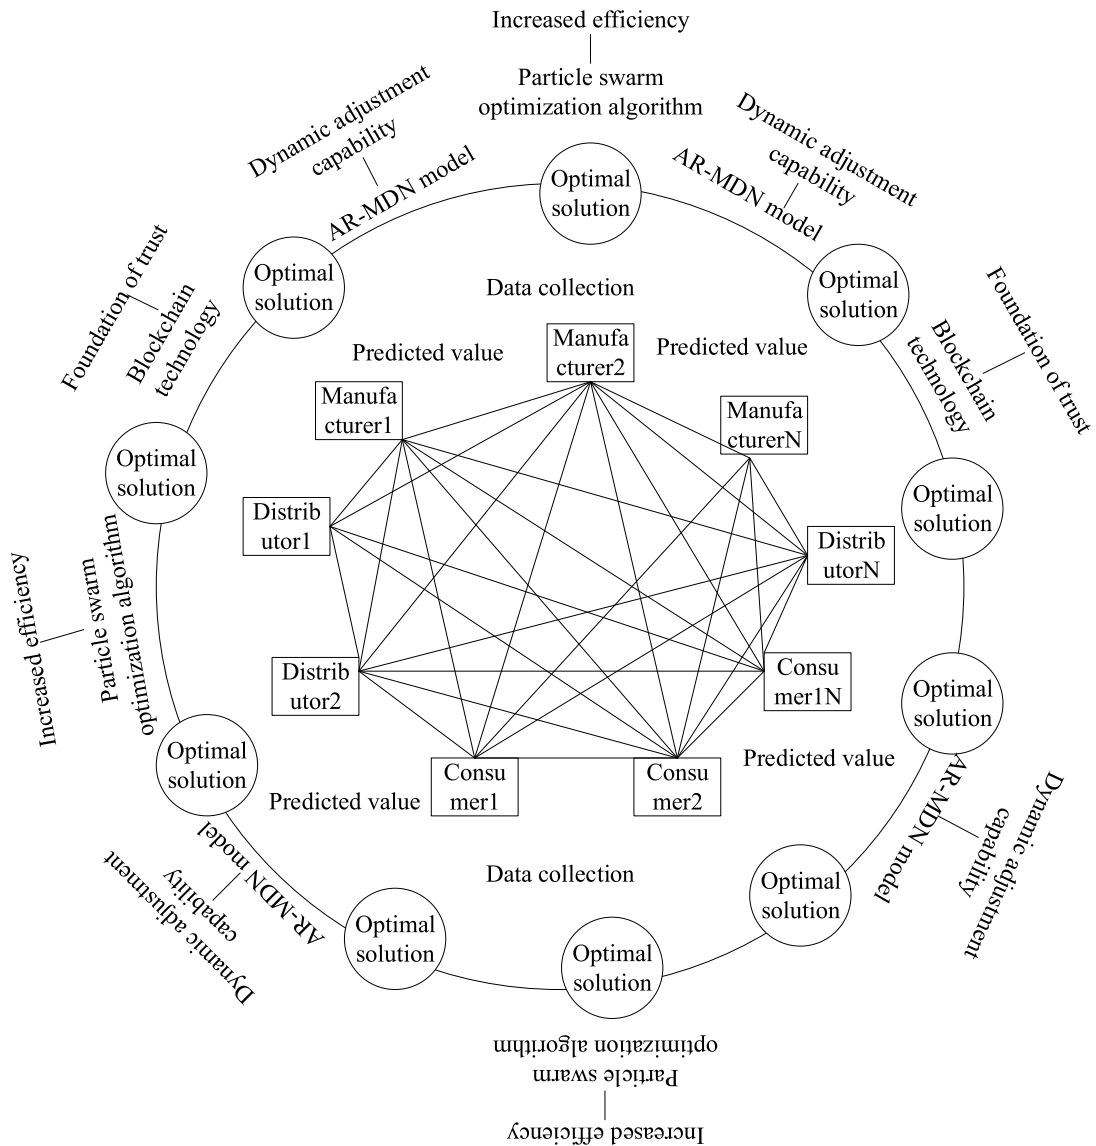 Increased efficiency
Particle swarm
optimization algorithm
Dynamic adjustment
capability
AR-MDN model
Dynamic adjustment
capability
AR-MDN model
Optimal
solution
Optimal
solution
Optimal
solution
Foundation of trust
Blockchain
technology
Foundation of trust
Blockchain
technology
Data collection
Predicted value
Predicted value
Manufa
cturer2
Manufa
cturer1
Manufa
cturerN
Optimal
solution
Optimal
solution
Distrib
utor1
Distrib
utorN
Increased efficiency
Particle swarm
optimization algorithm
Distrib
utor2
Consu
mer1N
Optimal
solution
Optimal
solution
Predicted value
Predicted value
Consu
mer1
Consu
mer2
AR-MDN model
Dynamic adjustment
capability
AR-MDN model
Dynamic adjustment
capability
Data collection
Optimal
solution
Optimal
solution
Optimal
solution
optimization algorithm
Particle swarm
Increased efficiency